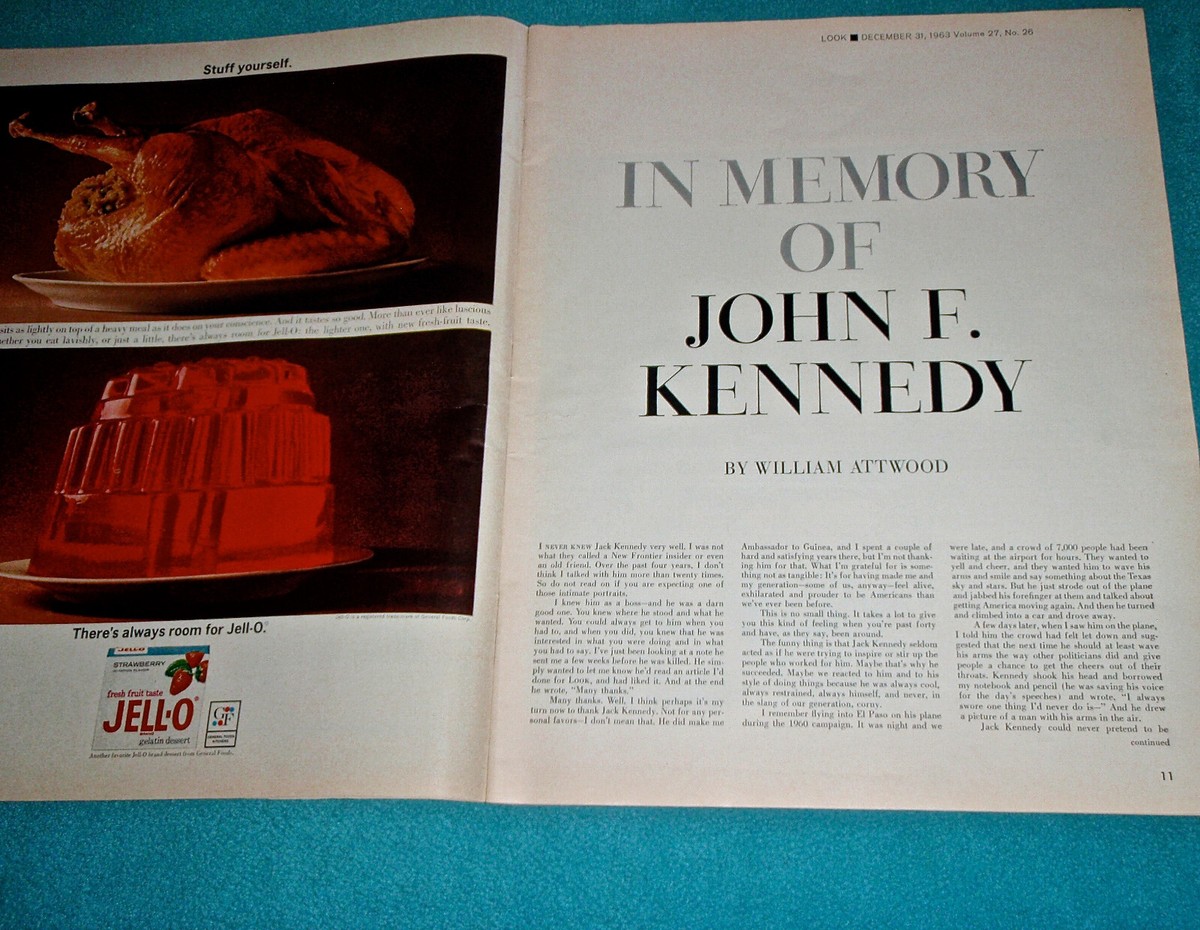 Stuff yourself.
sits as lightly on top of a heavy meal as it does on your conscience. And it tastes so good. More than ever like luscious
ether you eat lavishly, or just a little, there's always room for Jell-O: the lighter one, with new fresh-fruit taste,
Jell-O is a registered trademark of General Foods Corp.
There's always room for Jell-O.®
JELL-O
STRAWBERRY
fresh fruit taste
JELL-O®
gelatin dessert
GF
GENERAL FOODS
KITCHENS
Another favorite Jell-O brand dessert from General Foods.
LOOK ■ DECEMBER 31, 1963 Volume 27, No. 26
IN MEMORY
OF
JOHN F.
KENNEDY
BY WILLIAM ATTWOOD
I NEVER KNEW Jack Kennedy very well. I was not
what they called a New Frontier insider or even
an old friend. Over the past four years, I don't
think I talked with him more than twenty times.
So do not read on if you are expecting one of
those intimate portraits.
I knew him as a boss—and he was a darn
good one. You knew where he stood and what he
wanted. You could always get to him when you
had to, and when you did, you knew that he was
interested in what you were doing and in what
you had to say. I've just been looking at a note he
sent me a few weeks before he was killed. He sim-
ply wanted to let me know he'd read an article I'd
done for LOOK, and had liked it. And at the end
he wrote, "Many thanks."
Many thanks. Well, I think perhaps it's my
turn now to thank Jack Kennedy. Not for any per-
sonal favors—I don't mean that. He did make me
Ambassador to Guinea, and I spent a couple of
hard and satisfying years there, but I'm not thank-
ing him for that. What I'm grateful for is some-
thing not as tangible: It's for having made me and
my generation—some of us, anyway—feel alive,
exhilarated and prouder to be Americans than
we've ever been before.
This is no small thing. It takes a lot to give
you this kind of feeling when you're past forty
and have, as they say, been around.
The funny thing is that Jack Kennedy seldom
acted as if he were trying to inspire or stir up the
people who worked for him. Maybe that's why he
succeeded. Maybe we reacted to him and to his
style of doing things because he was always cool,
always restrained, always himself, and never, in
the slang of our generation, corny.
I remember flying into El Paso on his plane
during the 1960 campaign. It was night and we
were late, and a crowd of 7,000 people had been
waiting at the airport for hours. They wanted to
yell and cheer, and they wanted him to wave his
arms and smile and say something about the Texas
sky and stars. But he just strode out of the plane
and jabbed his forefinger at them and talked about
getting America moving again. And then he turned
and climbed into a car and drove away.
A few days later, when I saw him on the plane,
I told him the crowd had felt let down and sug-
gested that the next time he should at least wave
his arms the way other politicians did and give
people a chance to get the cheers out of their
throats. Kennedy shook his head and borrowed
my notebook and pencil (he was saving his voice
for the day's speeches) and wrote, "I always
swore one thing I'd never do is—" And he drew
a picture of a man with his arms in the air.
Jack Kennedy could never pretend to be
continued
11